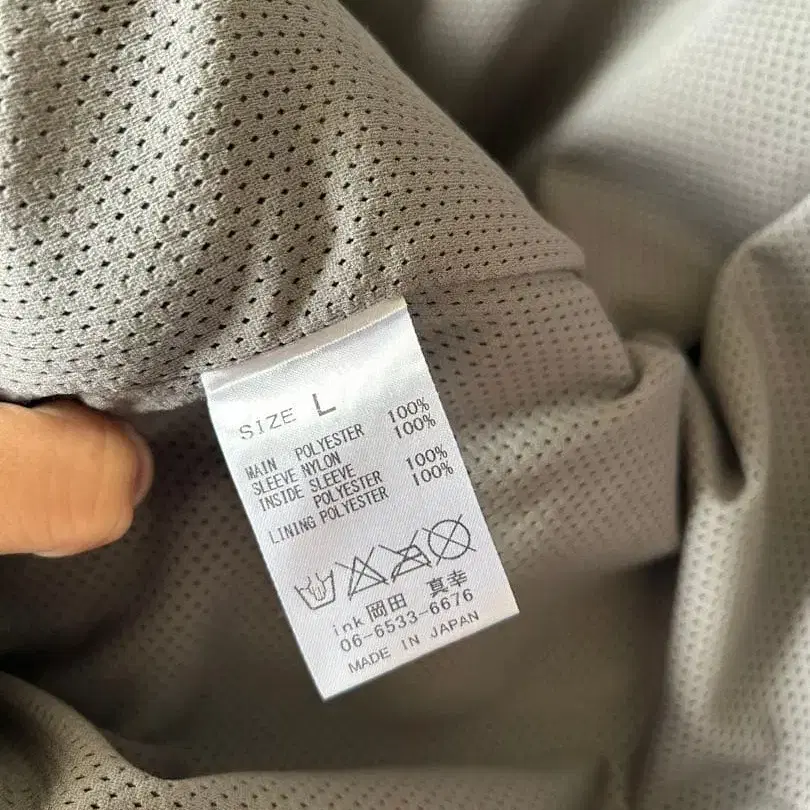 SIZE L
MAIN POLYESTER 100%
SLEEVE NYLON 100%
INSIDE SLEEVE
POLYESTER 100%
LINING POLYESTER 100%
ink 岡田 真幸
06-6533-6676
MADE IN JAPAN